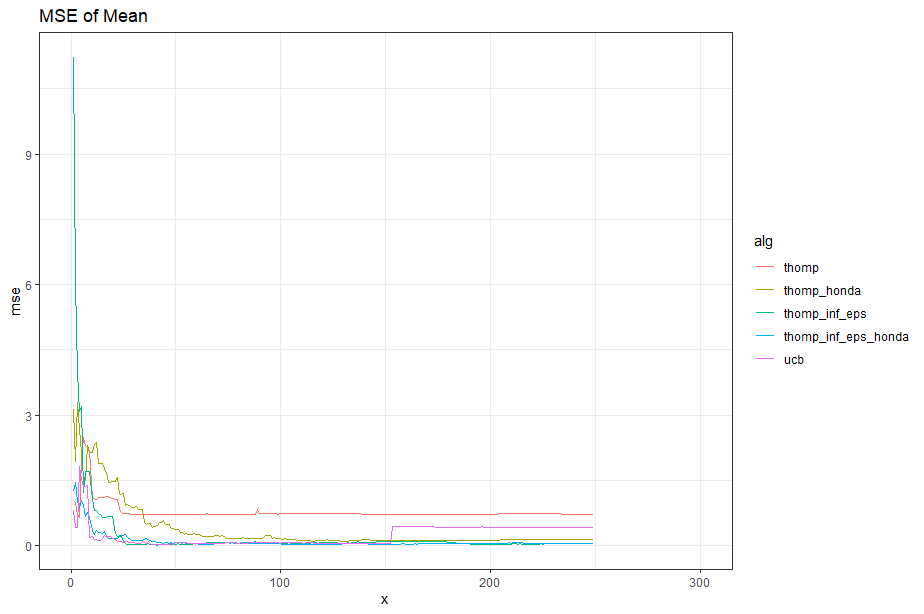 MSE of Mean
mse
9
6
3
0
0
100
200
300
x
alg
thomp
thomp_honda
thomp_inf_eps
thomp_inf_eps_honda
ucb